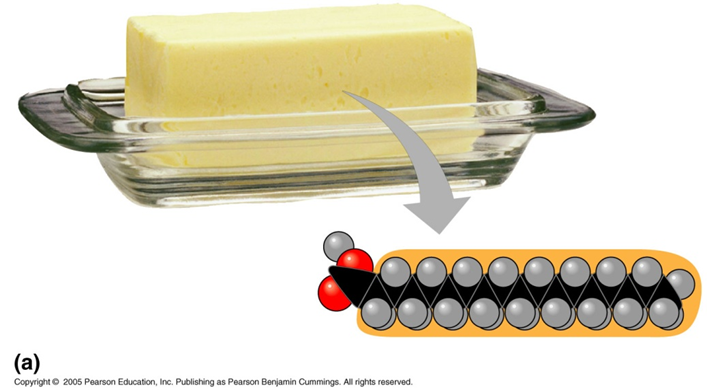 (a)
Copyright © 2005 Pearson Education, Inc. Publishing as Pearson Benjamin Cummings. All rights reserved.